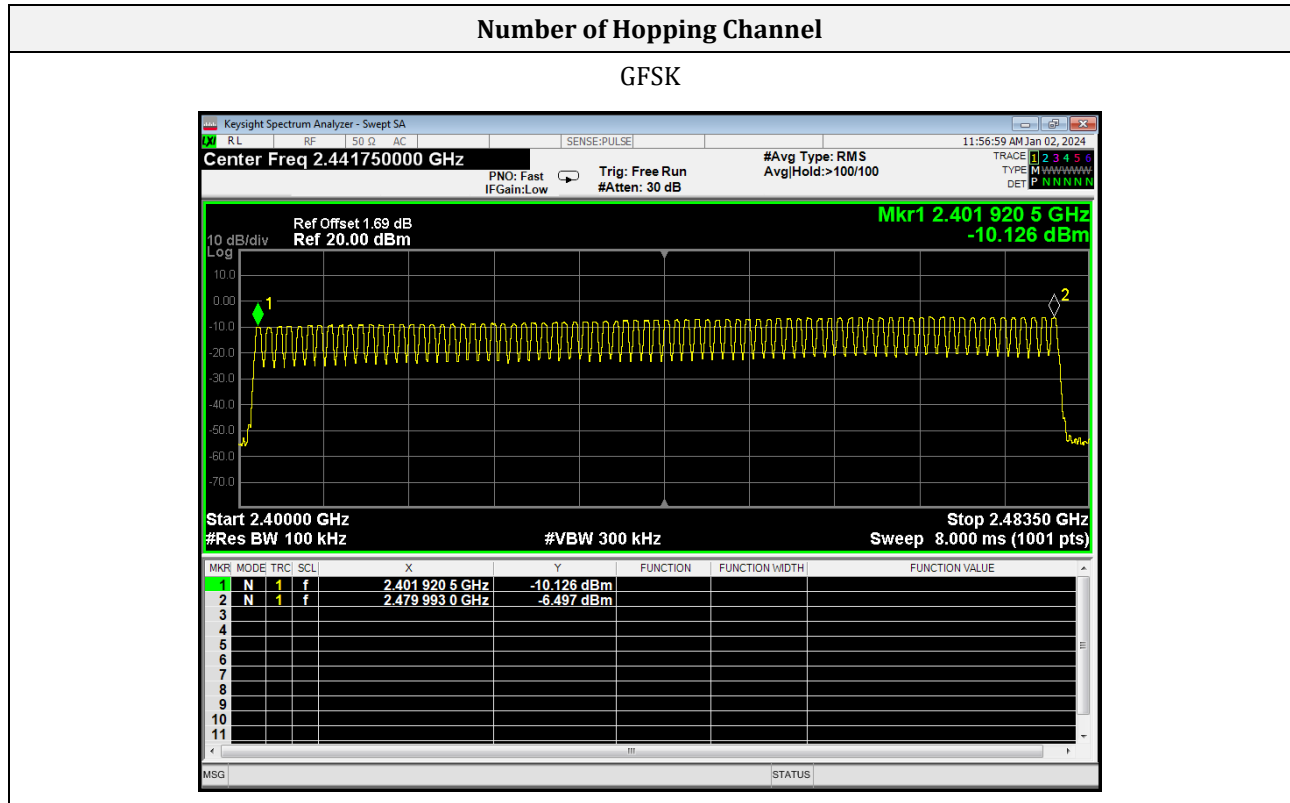 Number of Hopping Channel
GFSK
Keysight Spectrum Analyzer - Swept SA
LXI RL RF 50 Ω AC SENSE:PULSE 11:56:59 AM Jan 02, 2024
Center Freq 2.441750000 GHz #Avg Type: RMS TRACE 1 2 3 4 5 6
PNO: Fast Trig: Free Run Avg|Hold:>100/100 TYPE M W W W W W
IFGain:Low #Atten: 30 dB DET P N N N N N
Mkr1 2.401 920 5 GHz
Ref Offset 1.69 dB
10 dB/div Ref 20.00 dBm -10.126 dBm
Log
10.0
0.00
1
2
-10.0
-20.0
-30.0
-40.0
-50.0
-60.0
-70.0
Start 2.40000 GHz Stop 2.48350 GHz
#Res BW 100 kHz #VBW 300 kHz Sweep 8.000 ms (1001 pts)
MKR MODE TRC SCL X Y FUNCTION FUNCTION WIDTH FUNCTION VALUE
1 N 1 f 2.401 920 5 GHz -10.126 dBm
2 N 1 f 2.479 993 0 GHz -6.497 dBm
3
4
5
6
7
8
9
10
11
MSG STATUS